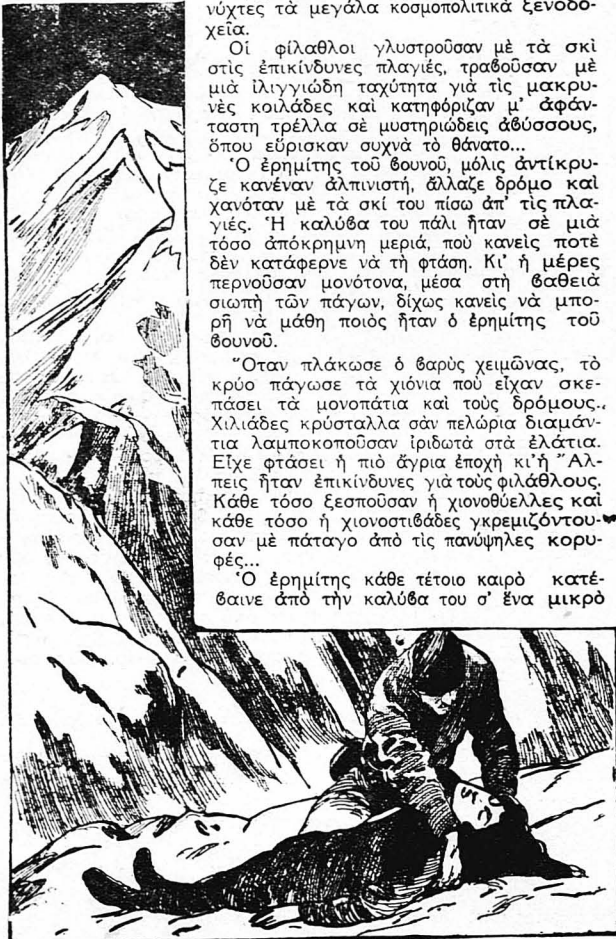 νύχτες τὰ μεγάλα κοσμοπολιτικὰ ξενοδο-
χεῖα.
Οἱ φίλαθλοι γλυστροῦσαν μὲ τὰ σκὶ
στὶς ἐπικίνδυνες πλαγιές, τραβοῦσαν μὲ
μιὰ ἰλιγγιώδη ταχύτητα γιὰ τὶς μακρυ-
νὲς κοιλάδες καὶ κατηφόριζαν μ' ἀφάν-
ταστη τρέλλα σὲ μυστηριώδεις ἀβύσσους,
ὅπου εὕρισκαν συχνὰ τὸ θάνατο...
Ὁ ἐρημίτης τοῦ βουνοῦ, μόλις ἀντίκρυ-
ζε κανέναν ἀλπινιστή, ἄλλαζε δρόμο καὶ
χανόταν μὲ τὰ σκί του πίσω ἀπ' τὶς πλα-
γιές. Ἡ καλύβα του πάλι ἦταν σὲ μιὰ
τόσο ἀπόκρημνη μεριά, ποὺ κανεὶς ποτὲ
δὲν κατάφερνε νὰ τὴ φτάση. Κι' ἡ μέρες
περνοῦσαν μονότονα, μέσα στὴ βαθειὰ
σιωπὴ τῶν πάγων, δίχως κανεὶς νὰ μπο-
ρῆ νὰ μάθη ποιὸς ἦταν ὁ ἐρημίτης τοῦ
βουνοῦ.
Ὅταν πλάκωσε ὁ βαρὺς χειμῶνας, τὸ
κρύο πάγωσε τὰ χιόνια ποὺ εἶχαν σκε-
πάσει τὰ μονοπάτια καὶ τοὺς δρόμους.
Χιλιάδες κρύσταλλα σὰν πελώρια διαμάν-
τια λαμποκοποῦσαν ἰριδωτὰ στὰ ἐλάτια.
Εἶχε φτάσει ἡ πιὸ ἄγρια ἐποχὴ κι' ἡ Ἄλ-
πεις ἦταν ἐπικίνδυνες γιὰ τοὺς φιλάθλους.
Κάθε τόσο ξεσποῦσαν ἡ χιονοθύελλες καὶ
κάθε τόσο ἡ χιονοστιβάδες γκρεμιζόντου-
σαν μὲ πάταγο ἀπὸ τὶς πανύψηλες κορυ-
φές...
Ὁ ἐρημίτης κάθε τέτοιο καιρὸ κατέ-
βαινε ἀπὸ τὴν καλύβα του σ' ἕνα μικρὸ